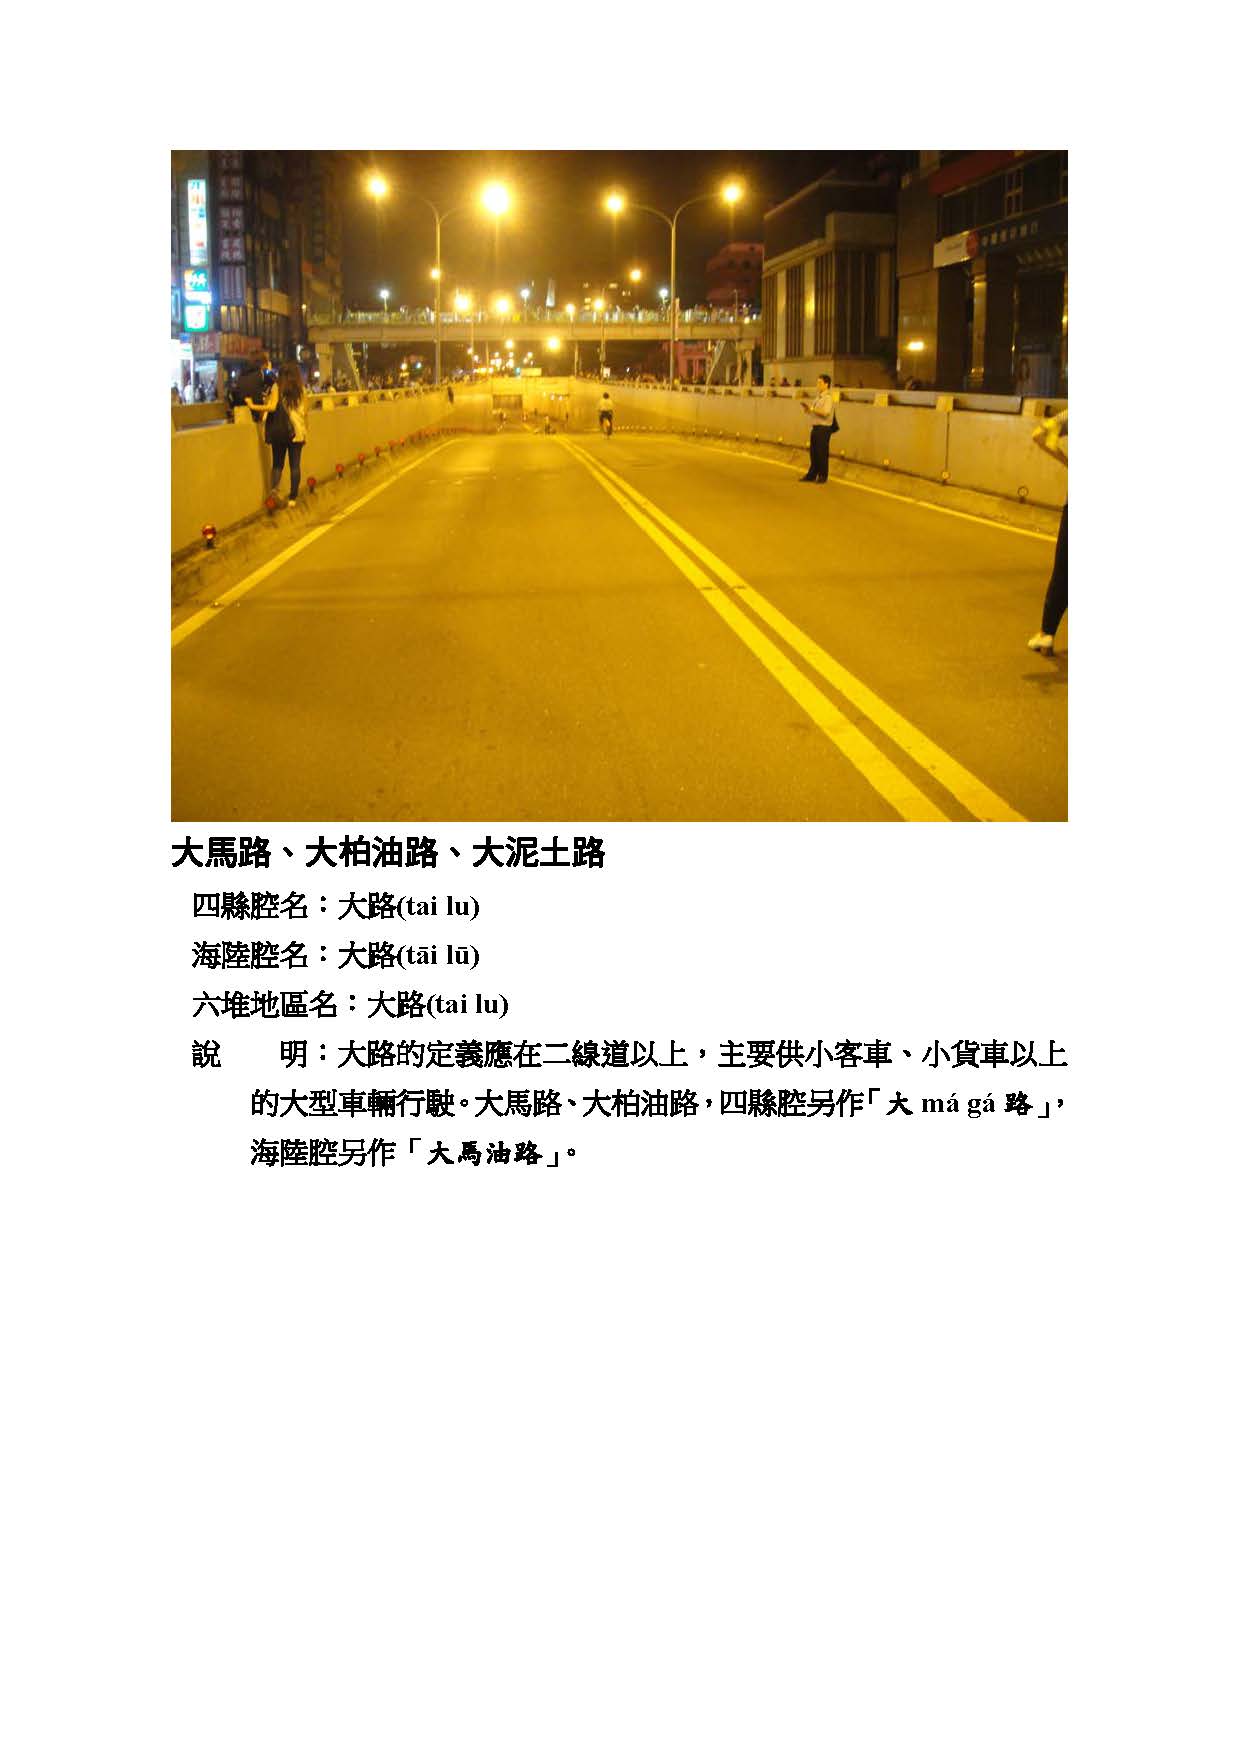 大馬路、大柏油路、大泥土路
四縣腔名：大路(tai lu)
海陸腔名：大路(tāi lū)
六堆地區名：大路(tai lu)
說　　明：大路的定義應在二線道以上，主要供小客車、小貨車以上
的大型車輛行駛。大馬路、大柏油路，四縣腔另作「大 má gá 路」，
海陸腔另作「大馬油路」。